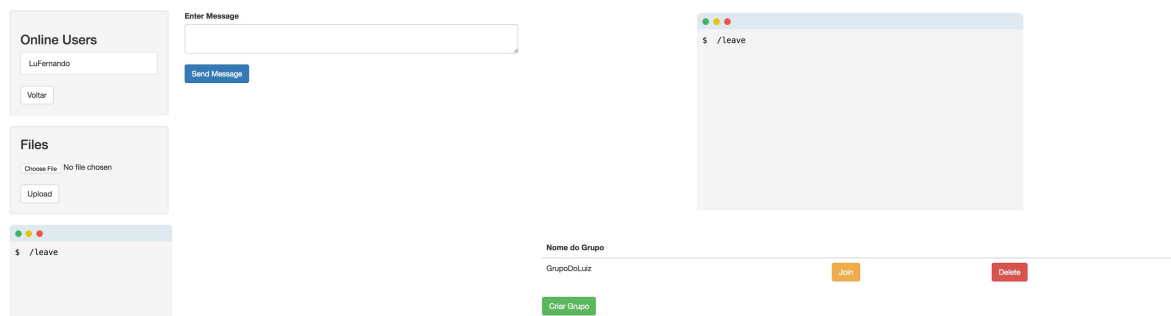 Online Users
LuFernando
Voltar
Files
Choose File No file chosen
Upload
$ /leave
Enter Message
Send Message
$ /leave
Nome do Grupo
GrupoDoLuiz Join Delete
Criar Grupo